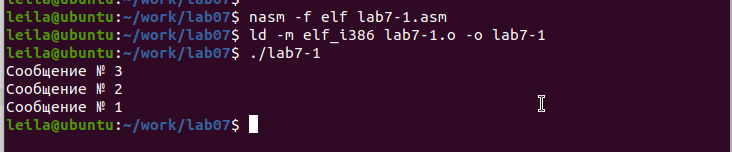 leila@ubuntu:~/work/lab07$ nasm -f elf lab7-1.asm
leila@ubuntu:~/work/lab07$ ld -m elf_i386 lab7-1.o -o lab7-1
leila@ubuntu:~/work/lab07$ ./lab7-1
Сообщение № 3
Сообщение № 2
Сообщение № 1
leila@ubuntu:~/work/lab07$